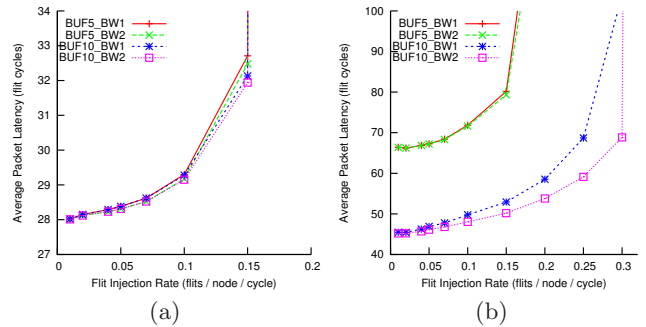 34
33
32
31
30
29
28
27
0
0.05
0.1
0.15
0.2
Average Packet Latency (flit cycles)
Flit Injection Rate (flits / node / cycle)
BUF5_BW1
BUF5_BW2
BUF10_BW1
BUF10_BW2
(a)
100
90
80
70
60
50
40
0
0.05
0.1
0.15
0.2
0.25
0.3
Average Packet Latency (flit cycles)
Flit Injection Rate (flits / node / cycle)
BUF5_BW1
BUF5_BW2
BUF10_BW1
BUF10_BW2
(b)